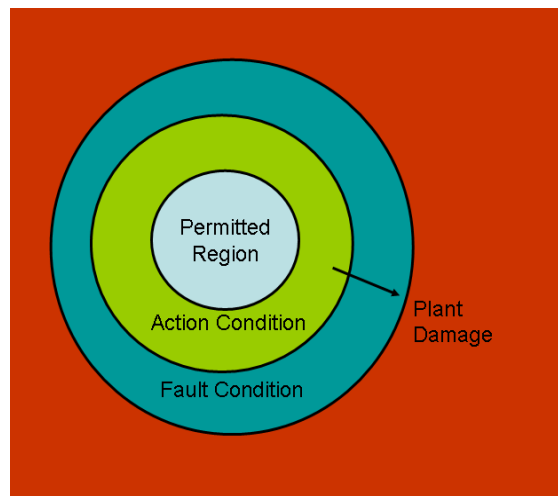 Permitted
Region
Action Condition
Plant
Damage
Fault Condition